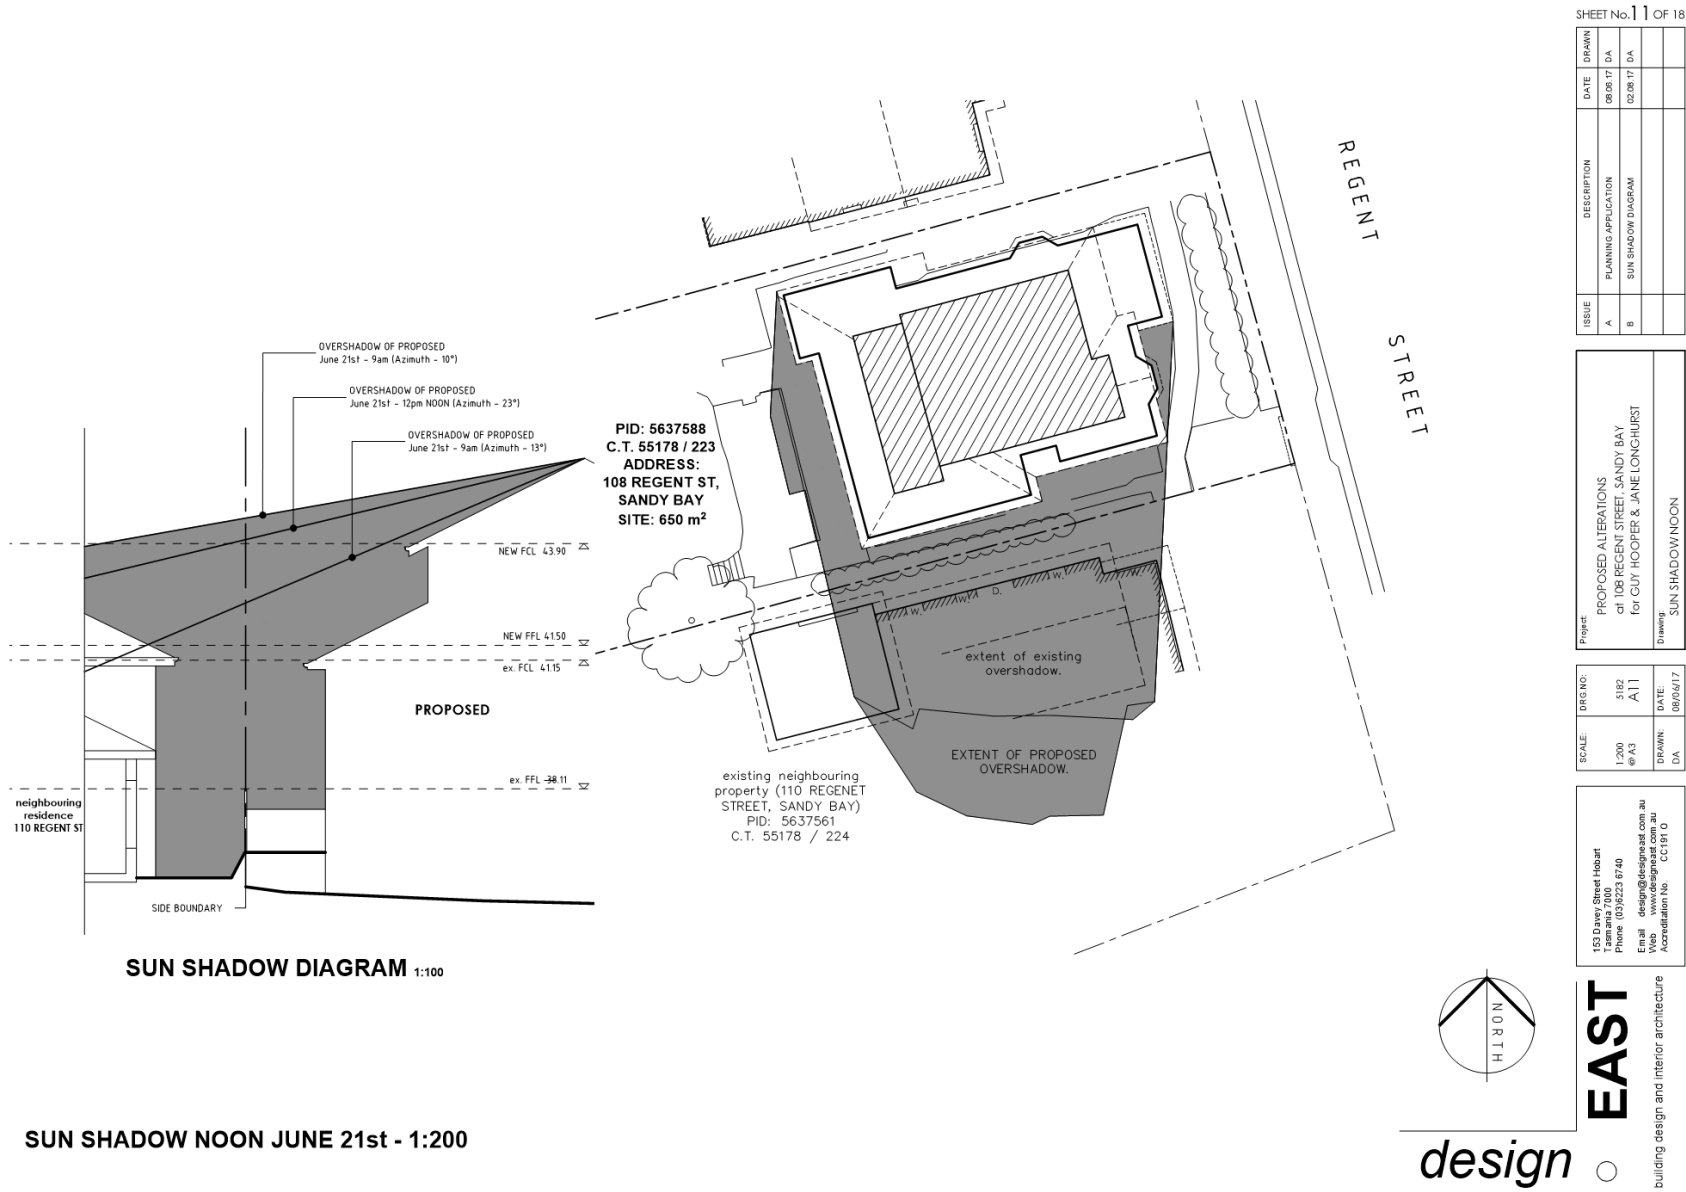 SHEET No.11 OF 18
ISSUE DESCRIPTION DATE DRAWN
A PLANNING APPLICATION 08.06.17 DA
B SUN SHADOW DIAGRAM 02.08.17 DA
REGENT STREET
OVERSHADOW OF PROPOSED
June 21st - 9am (Azimuth - 10°)
OVERSHADOW OF PROPOSED
June 21st - 12pm NOON (Azimuth - 23°)
OVERSHADOW OF PROPOSED
June 21st - 9am (Azimuth - 13°)
PID: 5637588
C.T. 55178 / 223
ADDRESS:
108 REGENT ST,
SANDY BAY
SITE: 650 m²
NEW FCL 43.90
NEW FFL 41.50
ex. FCL 41.15
PROPOSED
ex. FFL 38.11
neighbouring
residence
110 REGENT ST
SIDE BOUNDARY
SUN SHADOW DIAGRAM 1:100
W.
W.
D.
W.
W.
extent of existing
overshadow.
EXTENT OF PROPOSED
OVERSHADOW.
existing neighbouring
property (110 REGENET
STREET, SANDY BAY)
PID: 5637561
C.T. 55178 / 224
NORTH
SUN SHADOW NOON JUNE 21st - 1:200
Project:
PROPOSED ALTERATIONS
at 108 REGENT STREET, SANDY BAY
for GUY HOOPER & JANE LONGHURST
Drawing:
SUN SHADOW NOON
SCALE:
1:200
@ A3
DRG.NO:
5182
A11
DRAWN:
DA
DATE:
08/06/17
153 Davey Street Hobart
Tasmania 7000
Phone (03)6223 6740
Email design@designeast.com.au
Web www.designeast.com.au
Accreditation No. CC191 O
design EAST
building design and interior architecture